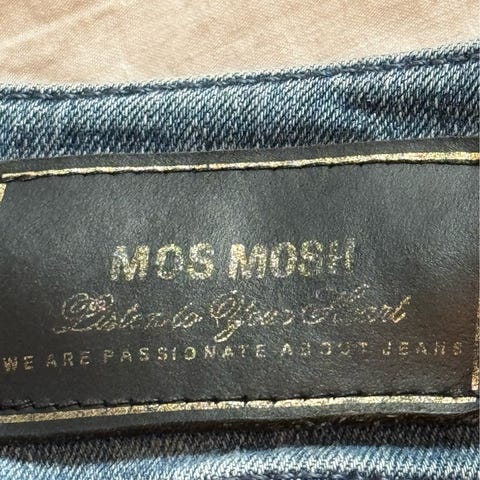 MOS MOSH
Listen to Your Heart
WE ARE PASSIONATE ABOUT JEANS